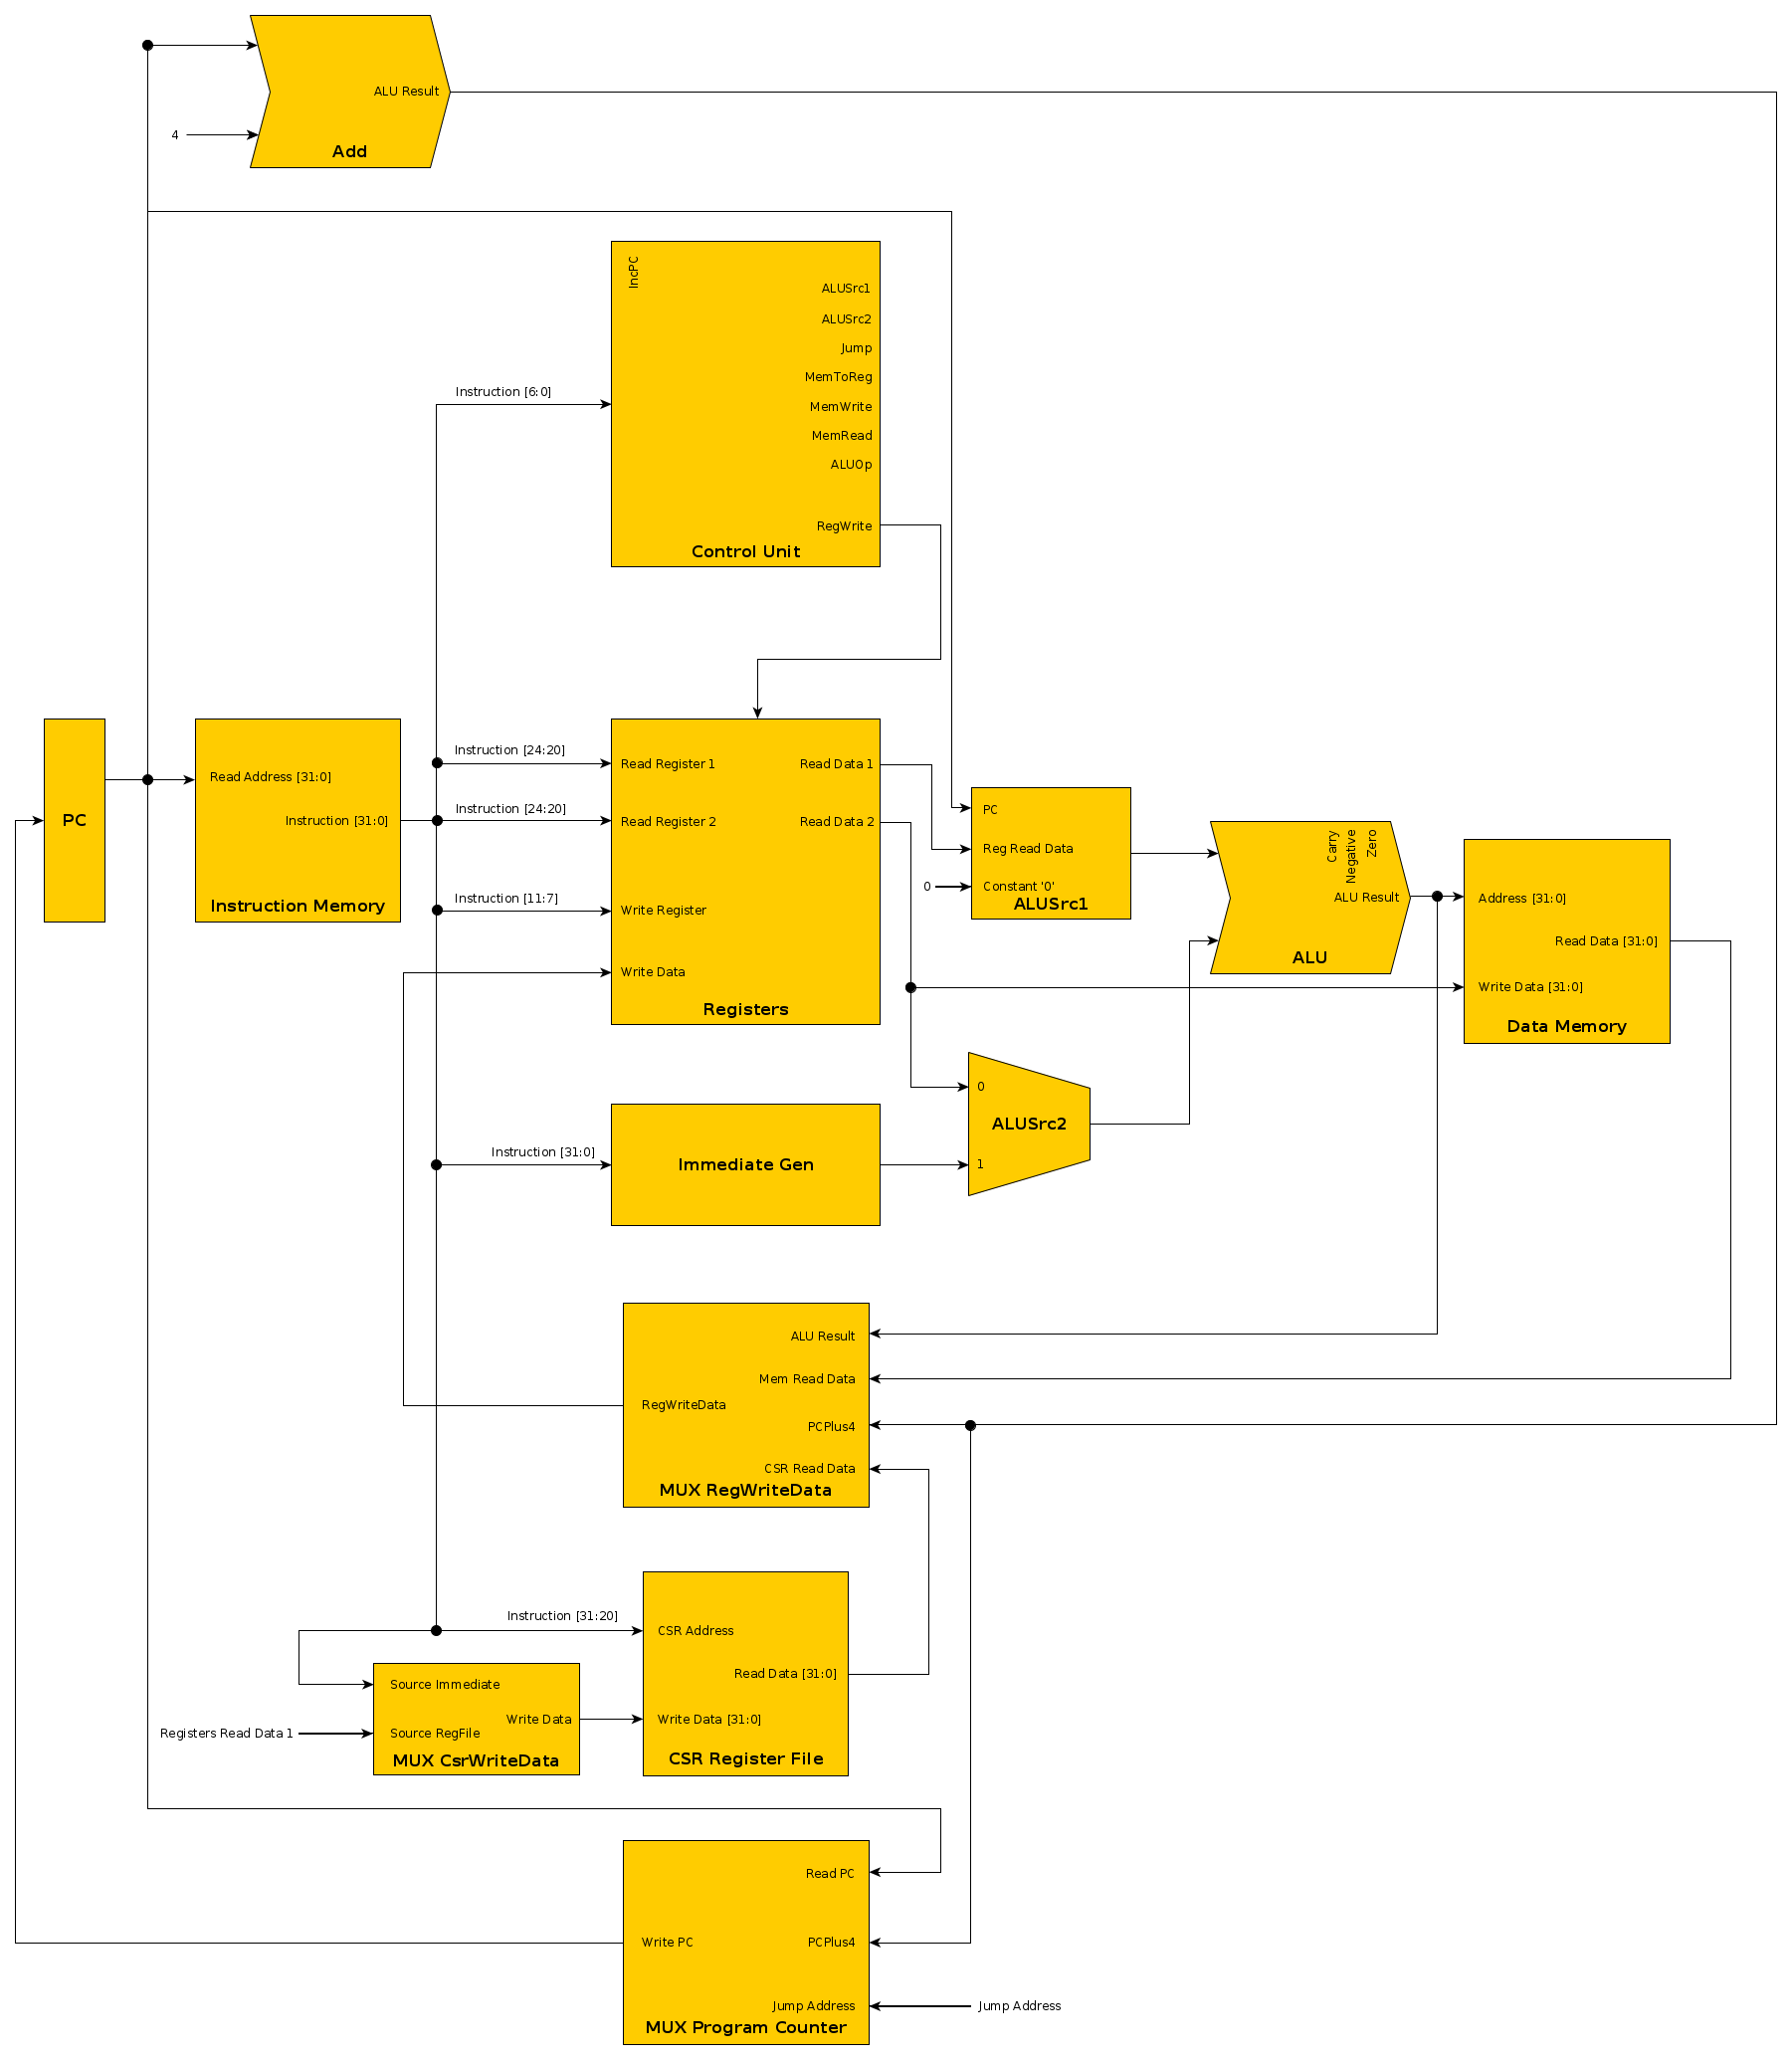 ALU Result
4
Add
IncPC
ALUSrc1
ALUSrc2
Jump
MemToReg
MemWrite
MemRead
ALUOp
RegWrite
Control Unit
Instruction [6:0]
PC
Read Address [31:0]
Instruction [31:0]
Instruction Memory
Instruction [24:20]
Instruction [24:20]
Instruction [11:7]
Read Register 1
Read Data 1
Read Register 2
Read Data 2
Write Register
Write Data
Registers
PC
Reg Read Data
0
Constant '0'
ALUSrc1
Carry
Negative
Zero
ALU Result
ALU
Address [31:0]
Read Data [31:0]
Write Data [31:0]
Data Memory
0
ALUSrc2
1
Instruction [31:0]
Immediate Gen
ALU Result
Mem Read Data
RegWriteData
PCPlus4
CSR Read Data
MUX RegWriteData
Instruction [31:20]
CSR Address
Read Data [31:0]
Write Data [31:0]
CSR Register File
Source Immediate
Write Data
Registers Read Data 1
Source RegFile
MUX CsrWriteData
Read PC
Write PC
PCPlus4
Jump Address
Jump Address
MUX Program Counter